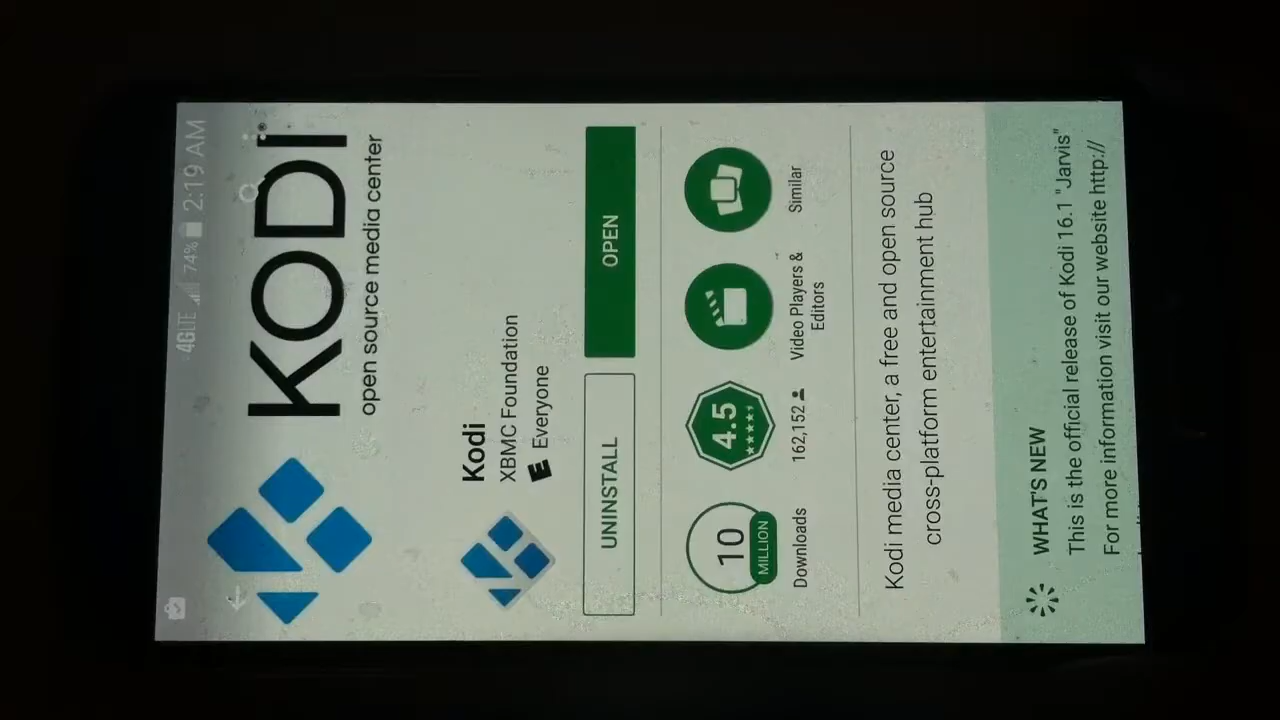 4G LTE 74% 2:19 AM
KODI®
open source media center
Kodi
XBMC Foundation
E Everyone
UNINSTALL
OPEN
10
MILLION
Downloads
4.5
162,152
Video Players &
Editors
Similar
Kodi media center, a free and open source
cross-platform entertainment hub
WHAT'S NEW
This is the official release of Kodi 16.1 "Jarvis"
For more information visit our website http://